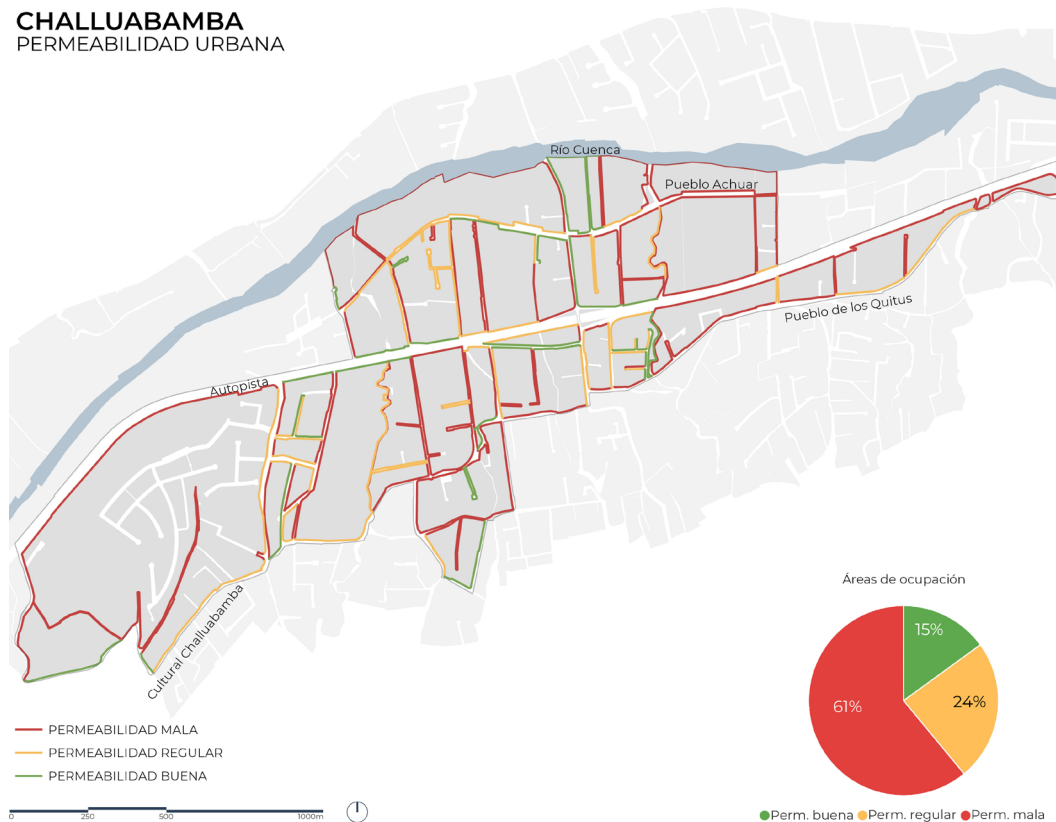 CHALLUABAMBA
PERMEABILIDAD URBANA
Río Cuenca
Pueblo Achuar
Pueblo de los Quitus
Autopista
Cultural Challuabamba
Áreas de ocupación
15%
24%
61%
PERMEABILIDAD MALA
PERMEABILIDAD REGULAR
PERMEABILIDAD BUENA
0 250 500 1000m
Perm. buena Perm. regular Perm. mala